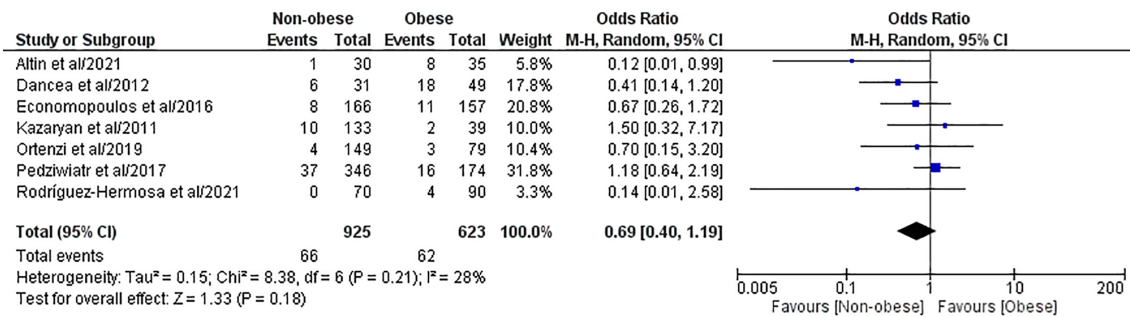 Non-obese Obese Odds Ratio Odds Ratio
Study or Subgroup Events Total Events Total Weight M-H, Random, 95% CI M-H, Random, 95% CI
Altin et al/2021 1 30 8 35 5.8% 0.12 [0.01, 0.99]
Dancea et al/2012 6 31 18 49 17.8% 0.41 [0.14, 1.20]
Economopoulos et al/2016 8 166 11 157 20.8% 0.67 [0.26, 1.72]
Kazaryan et al/2011 10 133 2 39 10.0% 1.50 [0.32, 7.17]
Ortenzi et al/2019 4 149 3 79 10.5% 0.70 [0.15, 3.20]
Pedziwiatr et al/2017 37 346 16 174 31.8% 1.18 [0.64, 2.19]
Rodríguez-Hermosa et al/2021 0 70 4 90 3.3% 0.14 [0.01, 2.58]
Total (95% CI) 925 623 100.0% 0.69 [0.40, 1.19]
Total events 66 62
Heterogeneity: Tau² = 0.15; Chi² = 8.38, df = 6 (P = 0.21); I² = 28%
Test for overall effect: Z = 1.33 (P = 0.18)
0.005 0.1 1 10 200
Favours [Non-obese] Favours [Obese]